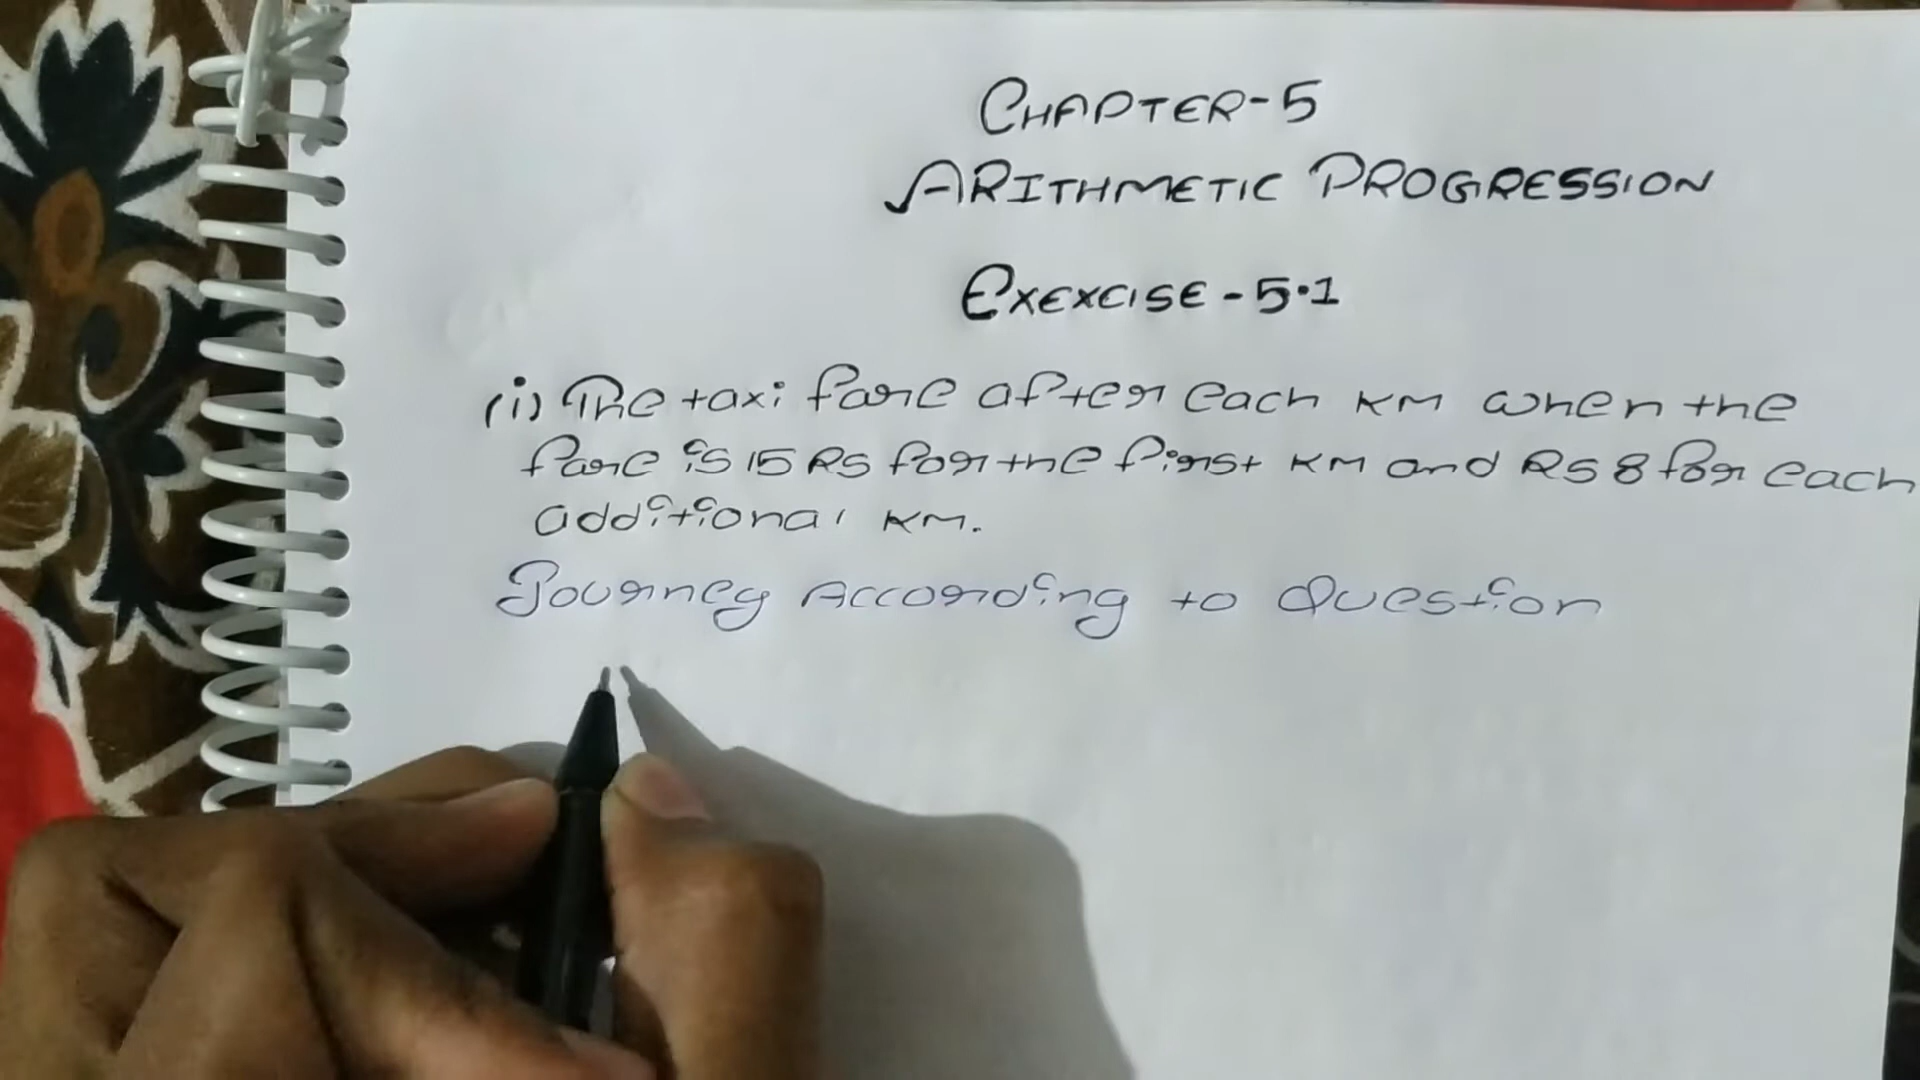 CHAPTER-5
ARITHMETIC PROGRESSION
EXEXCISE-5.1
(i) The taxi fare after each KM when the
fare is 15 RS for the first KM and RS 8 for each
additional KM.
Journey According to Question